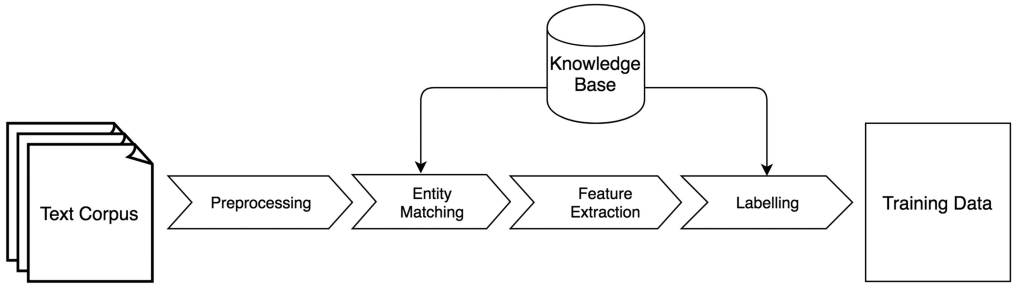 Knowledge
Base
Text Corpus
Preprocessing
Entity
Matching
Feature
Extraction
Labelling
Training Data